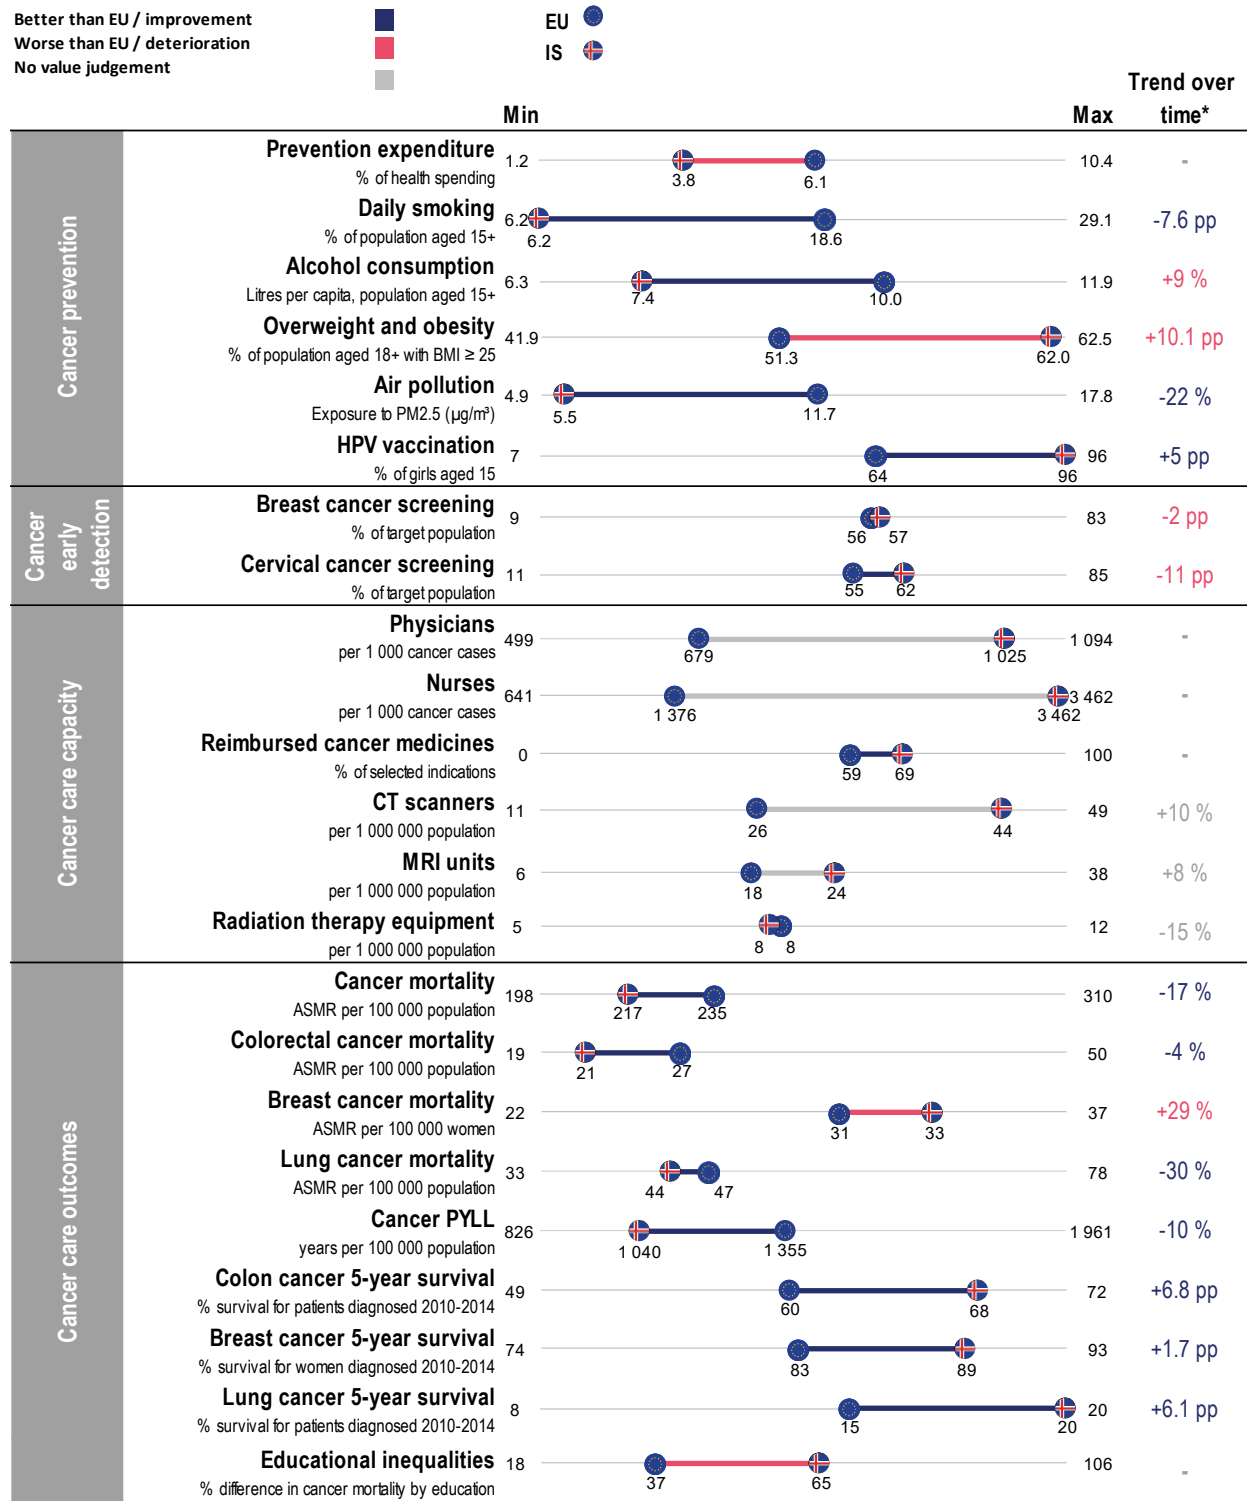 Better than EU / improvement
Worse than EU / deterioration
No value judgement
EU
IS
Min
Max
Trend over
time*
Cancer prevention
Prevention expenditure
% of health spending
1.2
3.8
6.1
10.4
-
Daily smoking
% of population aged 15+
6.2
6.2
18.6
29.1
-7.6 pp
Alcohol consumption
Litres per capita, population aged 15+
6.3
7.4
10.0
11.9
+9 %
Overweight and obesity
% of population aged 18+ with BMI ≥ 25
41.9
51.3
62.0
62.5
+10.1 pp
Air pollution
Exposure to PM2.5 (µg/m³)
4.9
5.5
11.7
17.8
-22 %
HPV vaccination
% of girls aged 15
7
64
96
96
+5 pp
Cancer
early
detection
Breast cancer screening
% of target population
9
56
57
83
-2 pp
Cervical cancer screening
% of target population
11
55
62
85
-11 pp
Cancer care capacity
Physicians
per 1 000 cancer cases
499
679
1 025
1 094
-
Nurses
per 1 000 cancer cases
641
1 376
3 462
3 462
-
Reimbursed cancer medicines
% of selected indications
0
59
69
100
-
CT scanners
per 1 000 000 population
11
26
44
49
+10 %
MRI units
per 1 000 000 population
6
18
24
38
+8 %
Radiation therapy equipment
per 1 000 000 population
5
8
8
12
-15 %
Cancer care outcomes
Cancer mortality
ASMR per 100 000 population
198
217
235
310
-17 %
Colorectal cancer mortality
ASMR per 100 000 population
19
21
27
50
-4 %
Breast cancer mortality
ASMR per 100 000 women
22
31
33
37
+29 %
Lung cancer mortality
ASMR per 100 000 population
33
44
47
78
-30 %
Cancer PYLL
years per 100 000 population
826
1 040
1 355
1 961
-10 %
Colon cancer 5-year survival
% survival for patients diagnosed 2010-2014
49
60
68
72
+6.8 pp
Breast cancer 5-year survival
% survival for women diagnosed 2010-2014
74
83
89
93
+1.7 pp
Lung cancer 5-year survival
% survival for patients diagnosed 2010-2014
8
15
20
20
+6.1 pp
Educational inequalities
% difference in cancer mortality by education
18
37
65
106
-